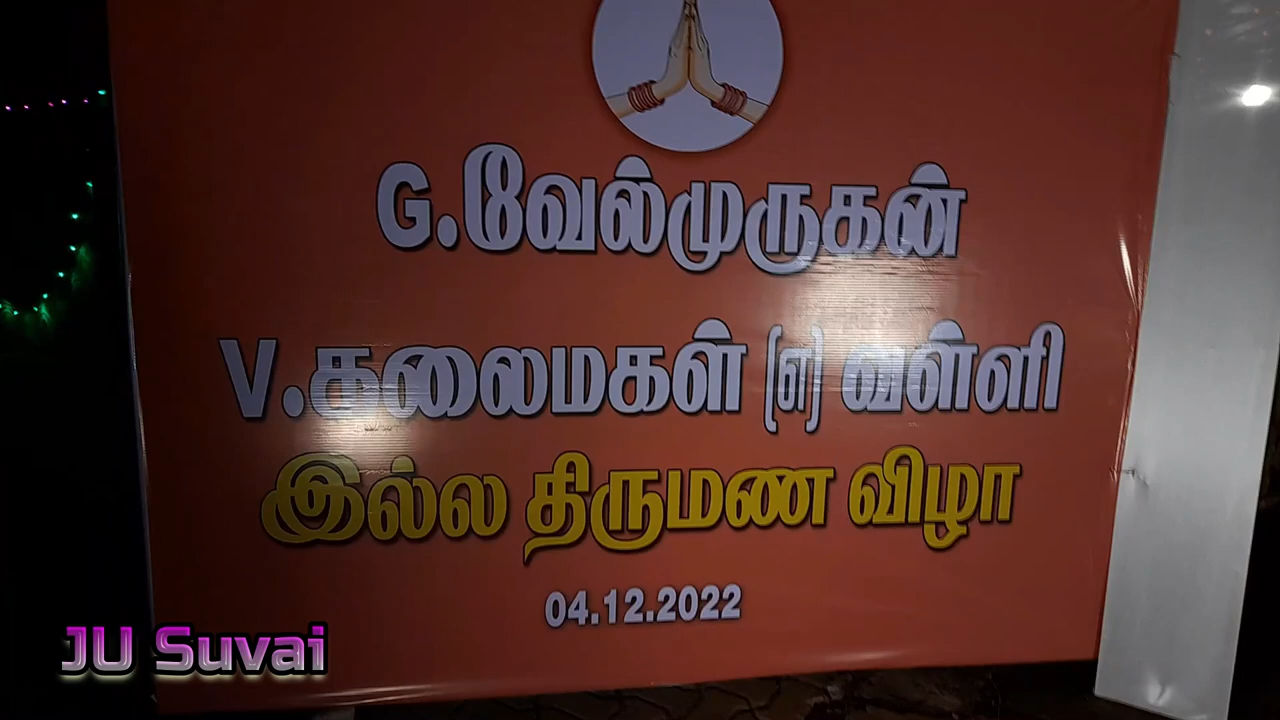 G.வேல்முருகன்
V.கலைமகள் (எ) வள்ளி
இல்ல திருமண விழா
04.12.2022
JU Suvai